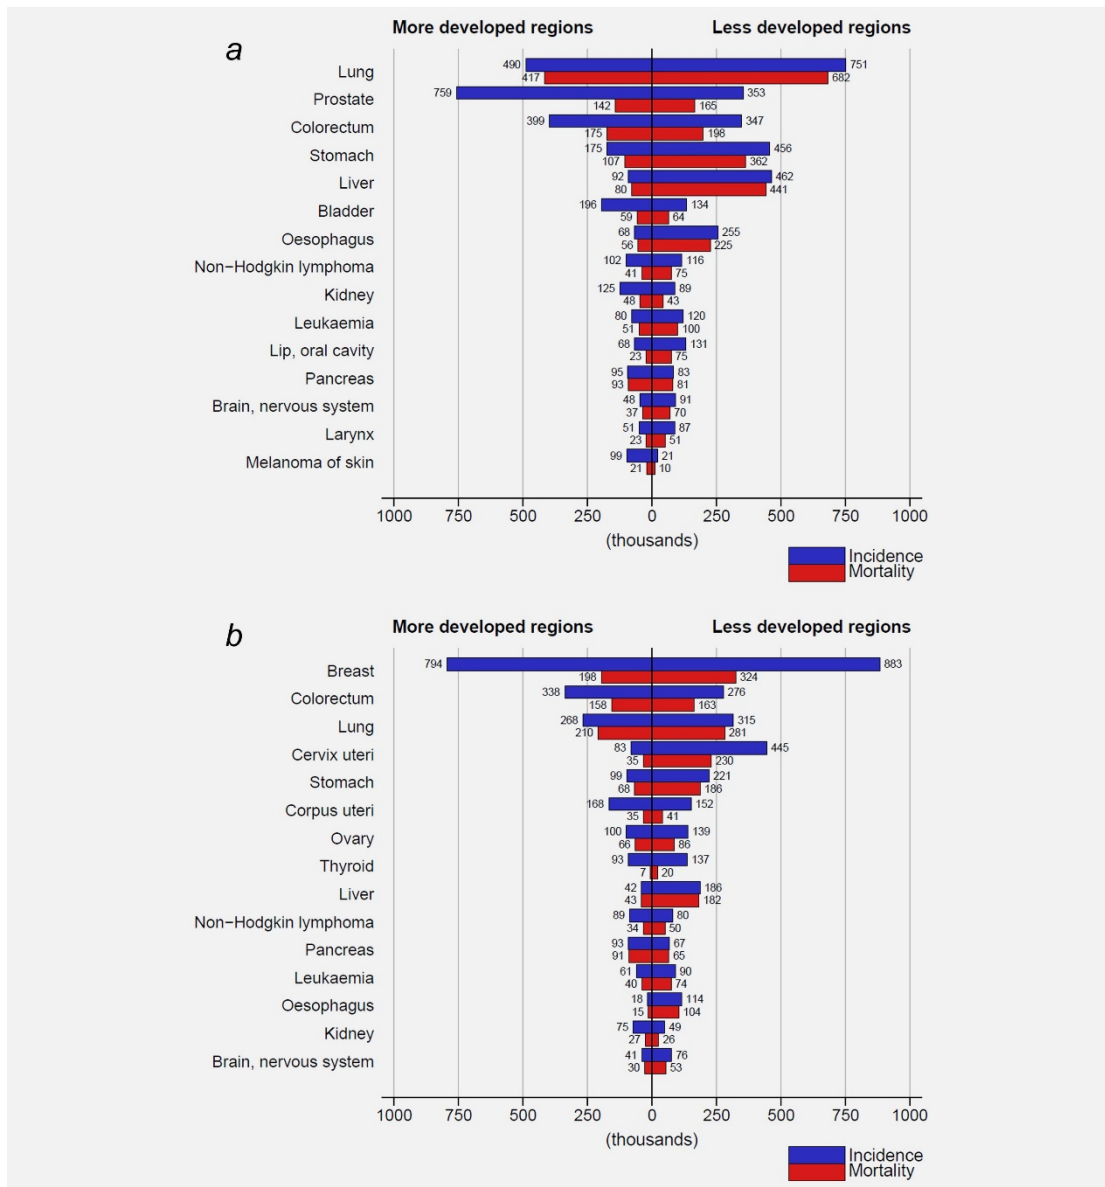 More developed regions Less developed regions
a
Lung 490 751
417 682
Prostate 759 353
142 165
Colorectum 399 347
175 198
Stomach 175 456
107 362
Liver 92 462
80 441
Bladder 196 134
59 64
Oesophagus 68 255
56 225
Non−Hodgkin lymphoma 102 116
41 75
Kidney 125 89
48 43
Leukaemia 80 120
51 100
Lip, oral cavity 68 131
23 75
Pancreas 95 83
93 81
Brain, nervous system 48 91
37 70
Larynx 51 87
23 51
Melanoma of skin 99 21
21 10
1000 750 500 250 0 250 500 750 1000
(thousands)
Incidence
Mortality
More developed regions Less developed regions
b
Breast 794 883
198 324
Colorectum 338 276
158 163
Lung 268 315
210 281
Cervix uteri 83 445
35 230
Stomach 99 221
68 186
Corpus uteri 168 152
35 41
Ovary 100 139
66 86
Thyroid 93 137
7 20
Liver 42 186
43 182
Non−Hodgkin lymphoma 89 80
34 50
Pancreas 93 67
91 65
Leukaemia 61 90
40 74
Oesophagus 18 114
15 104
Kidney 75 49
27 26
Brain, nervous system 41 76
30 53
1000 750 500 250 0 250 500 750 1000
(thousands)
Incidence
Mortality